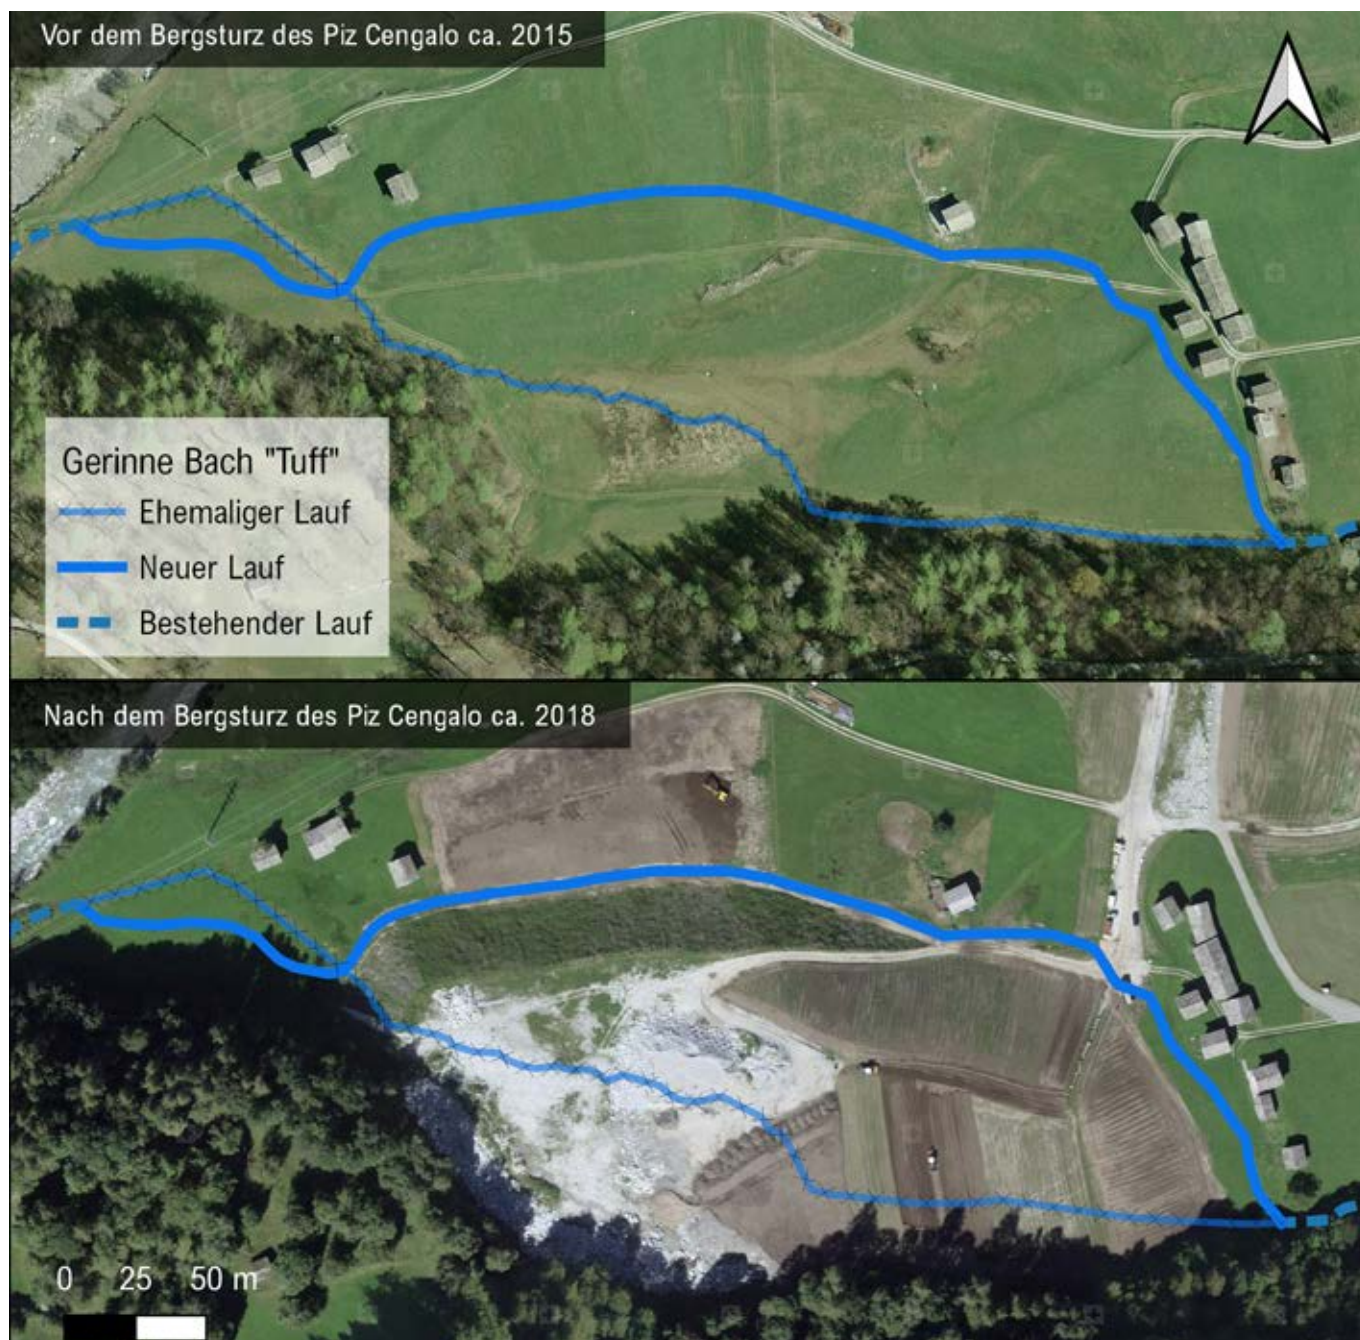 Vor dem Bergsturz des Piz Cengalo ca. 2015
Gerinne Bach "Tuff"
Ehemaliger Lauf
Neuer Lauf
Bestehender Lauf
Nach dem Bergsturz des Piz Cengalo ca. 2018
0 25 50 m